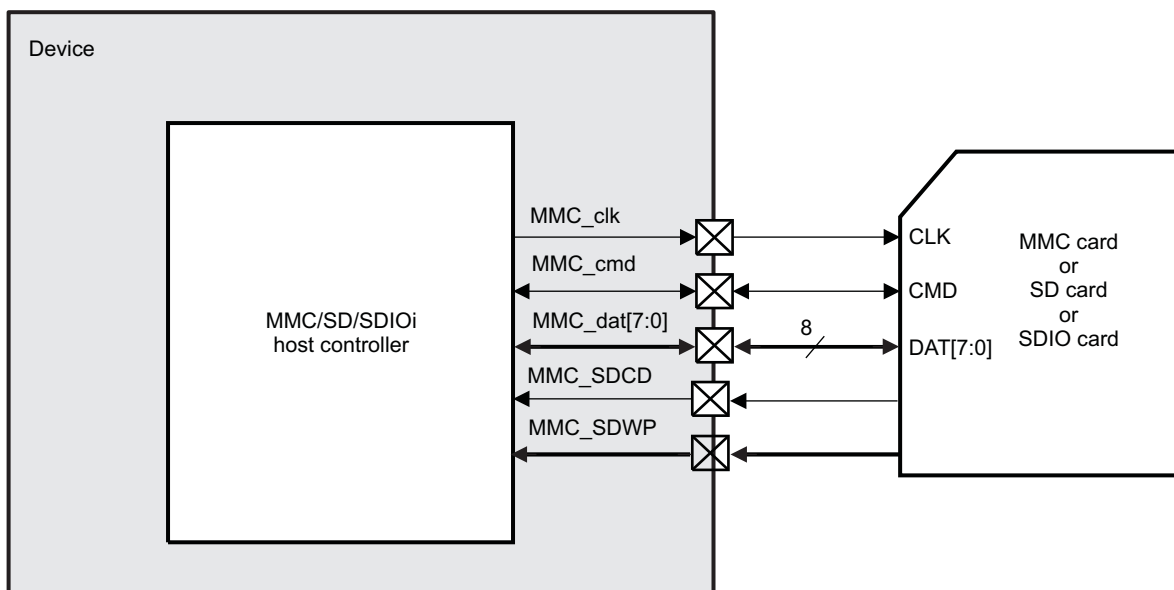 Device
MMC/SD/SDIOi
host controller
MMC_clk
MMC_cmd
MMC_dat[7:0]
MMC_SDCD
MMC_SDWP
8
CLK
CMD
DAT[7:0]
MMC card
or
SD card
or
SDIO card